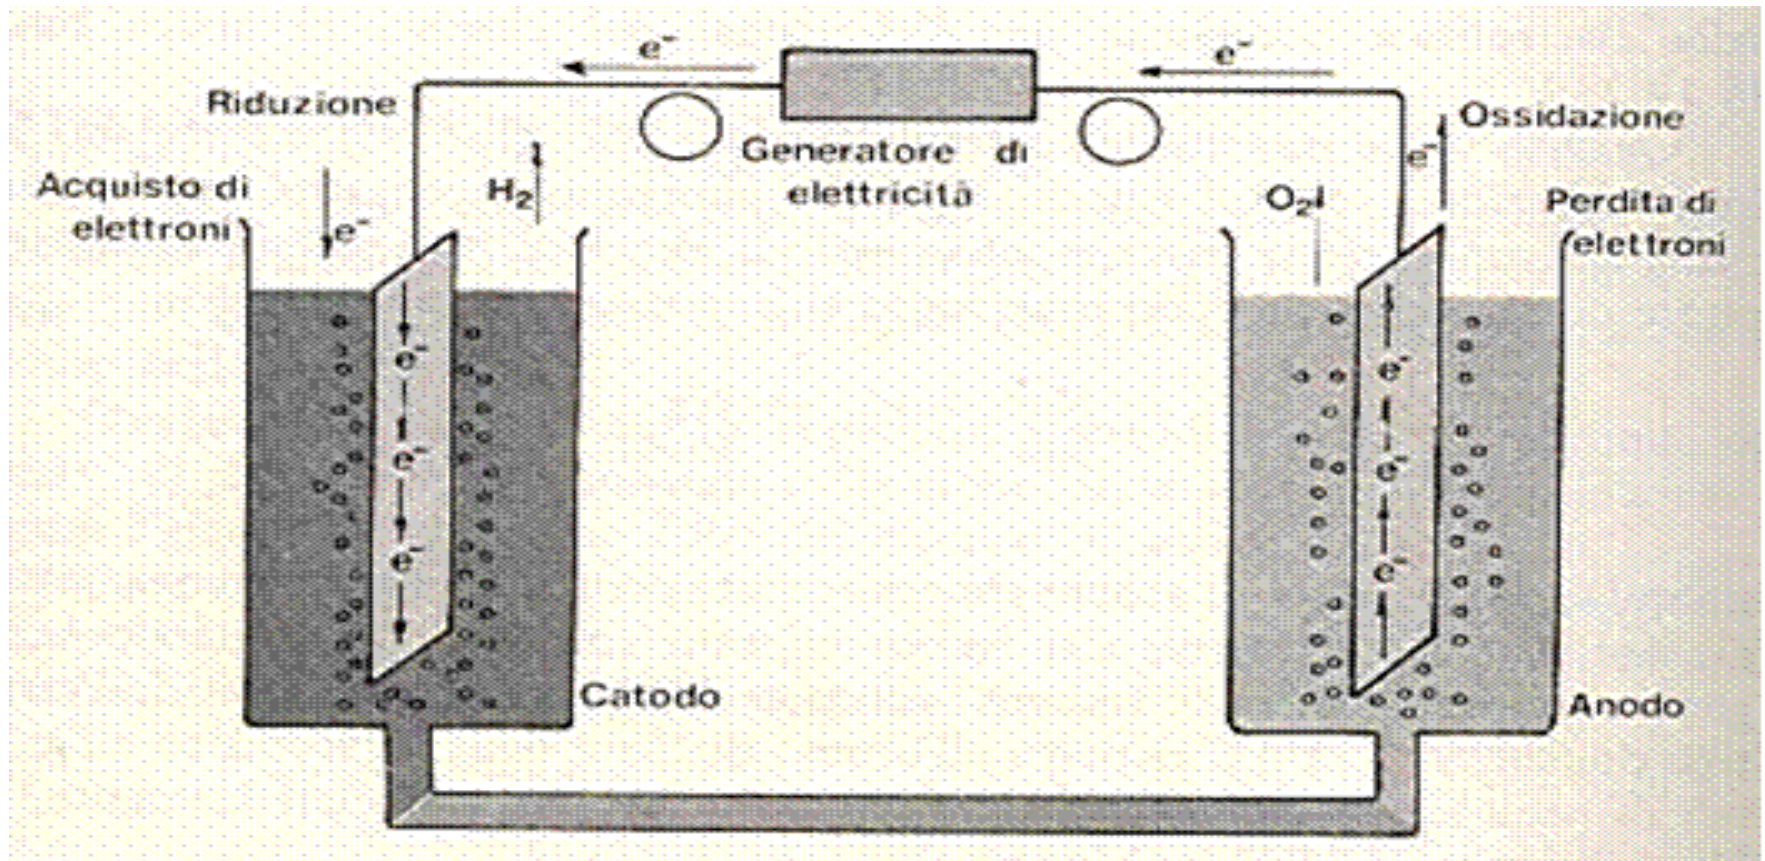 e⁻
e⁻
Riduzione
Ossidazione
Generatore di
elettricità
e⁻
Acquisto di
elettroni
H₂
O₂
Perdita di
elettroni
e⁻
e⁻
e⁻
e⁻
e⁻
e⁻
e⁻
Catodo
Anodo